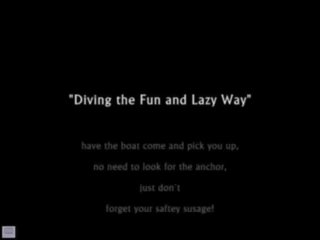 "Diving the Fun and Lazy Way"
have the boat come and pick you up,
no need to look for the anchor,
just don't
forget your saftey susage!